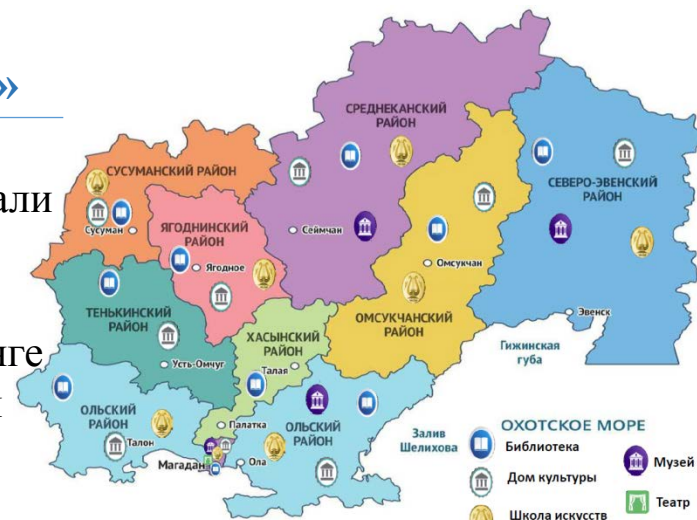 »
али
иге
и
СРЕДНЕКАНСКИЙ
РАЙОН
СУСУМАНСКИЙ РАЙОН
СЕВЕРО-ЭВЕНСКИЙ
РАЙОН
Сусуман
ЯГОДНИНСКИЙ
РАЙОН
Сеймчан
Ягодное
Омсукчан
ТЕНЬКИНСКИЙ
РАЙОН
ОМСУКЧАНСКИЙ
РАЙОН
Эвенск
ХАСЫНСКИЙ
РАЙОН
Гижинская
губа
Усть-Омчуг
Талая
ОЛЬСКИЙ
РАЙОН
Талон
Палатка
ОЛЬСКИЙ
РАЙОН
Магадан
Ола
Залив
Шелихова
ОХОТСКОЕ МОРЕ
Библиотека
Музей
Дом культуры
Театр
Школа искусств